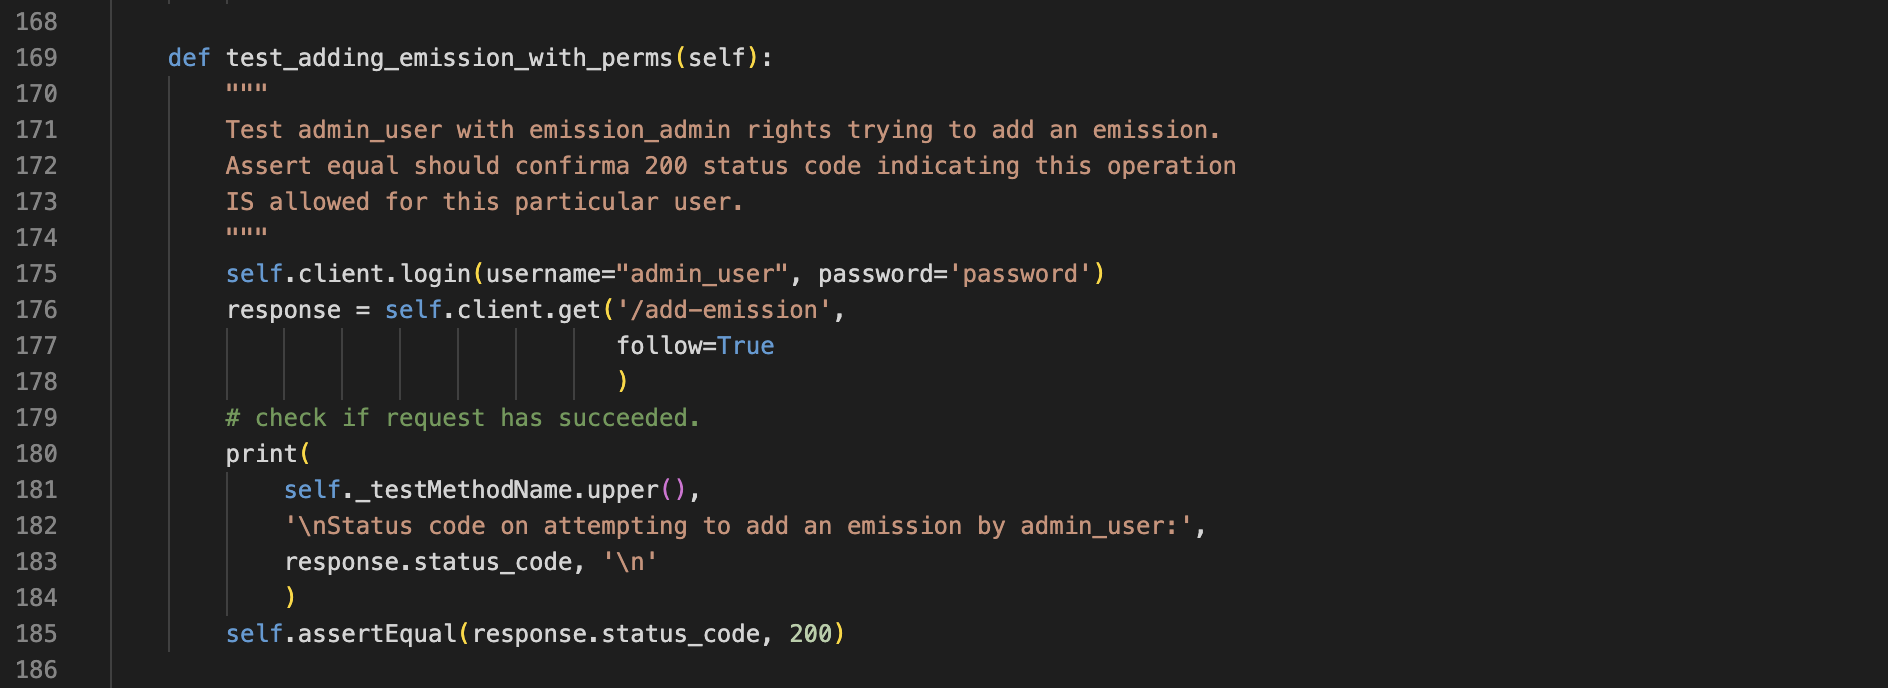 168
169 def test_adding_emission_with_perms(self):
170 """
171 Test admin_user with emission_admin rights trying to add an emission.
172 Assert equal should confirma 200 status code indicating this operation
173 IS allowed for this particular user.
174 """
175 self.client.login(username="admin_user", password='password')
176 response = self.client.get('/add-emission',
177 follow=True
178 )
179 # check if request has succeeded.
180 print(
181 self._testMethodName.upper(),
182 '\nStatus code on attempting to add an emission by admin_user:',
183 response.status_code, '\n'
184 )
185 self.assertEqual(response.status_code, 200)
186